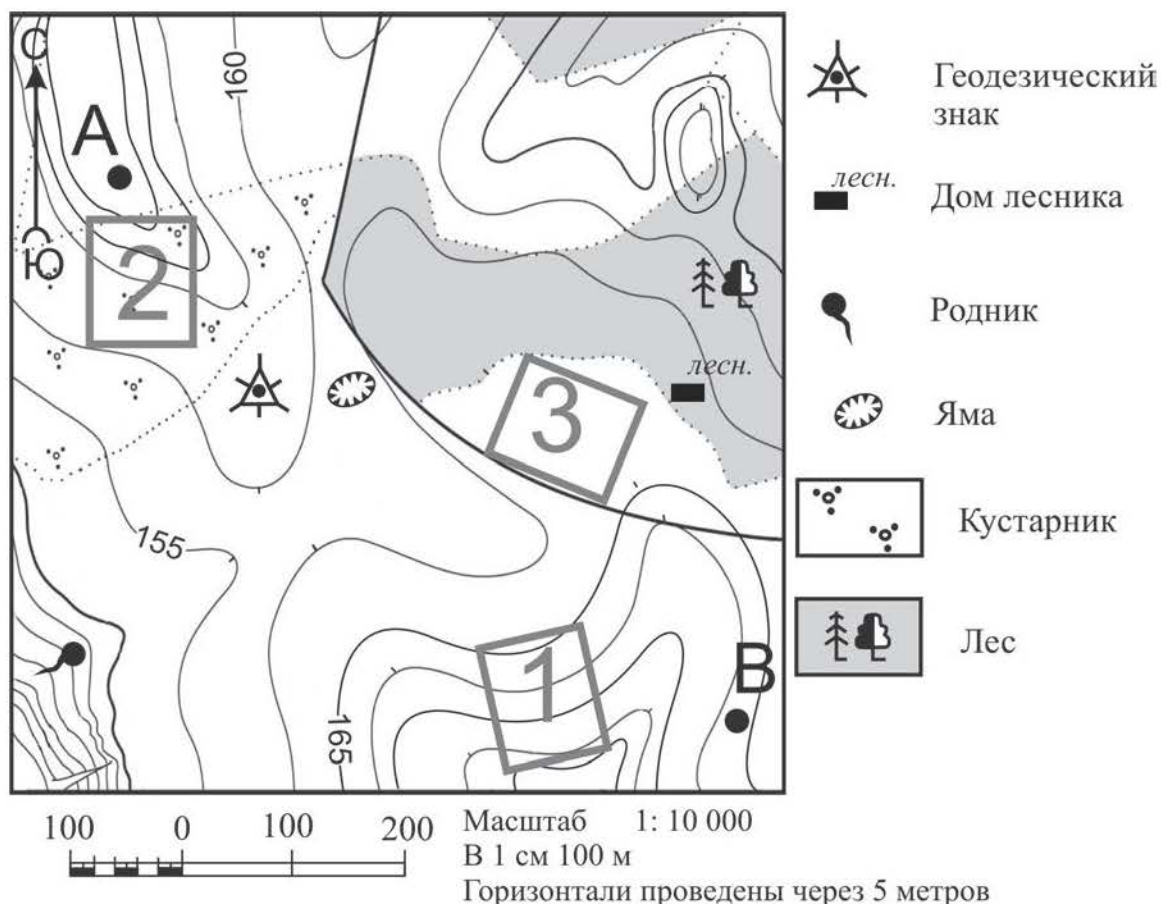 С
А
Ю
2
160
лесн.
3
155
165
1
В
Геодезический
знак
лесн.
Дом лесника
Родник
Яма
Кустарник
Лес
100 0 100 200
Масштаб 1: 10 000
В 1 см 100 м
Горизонтали проведены через 5 метров